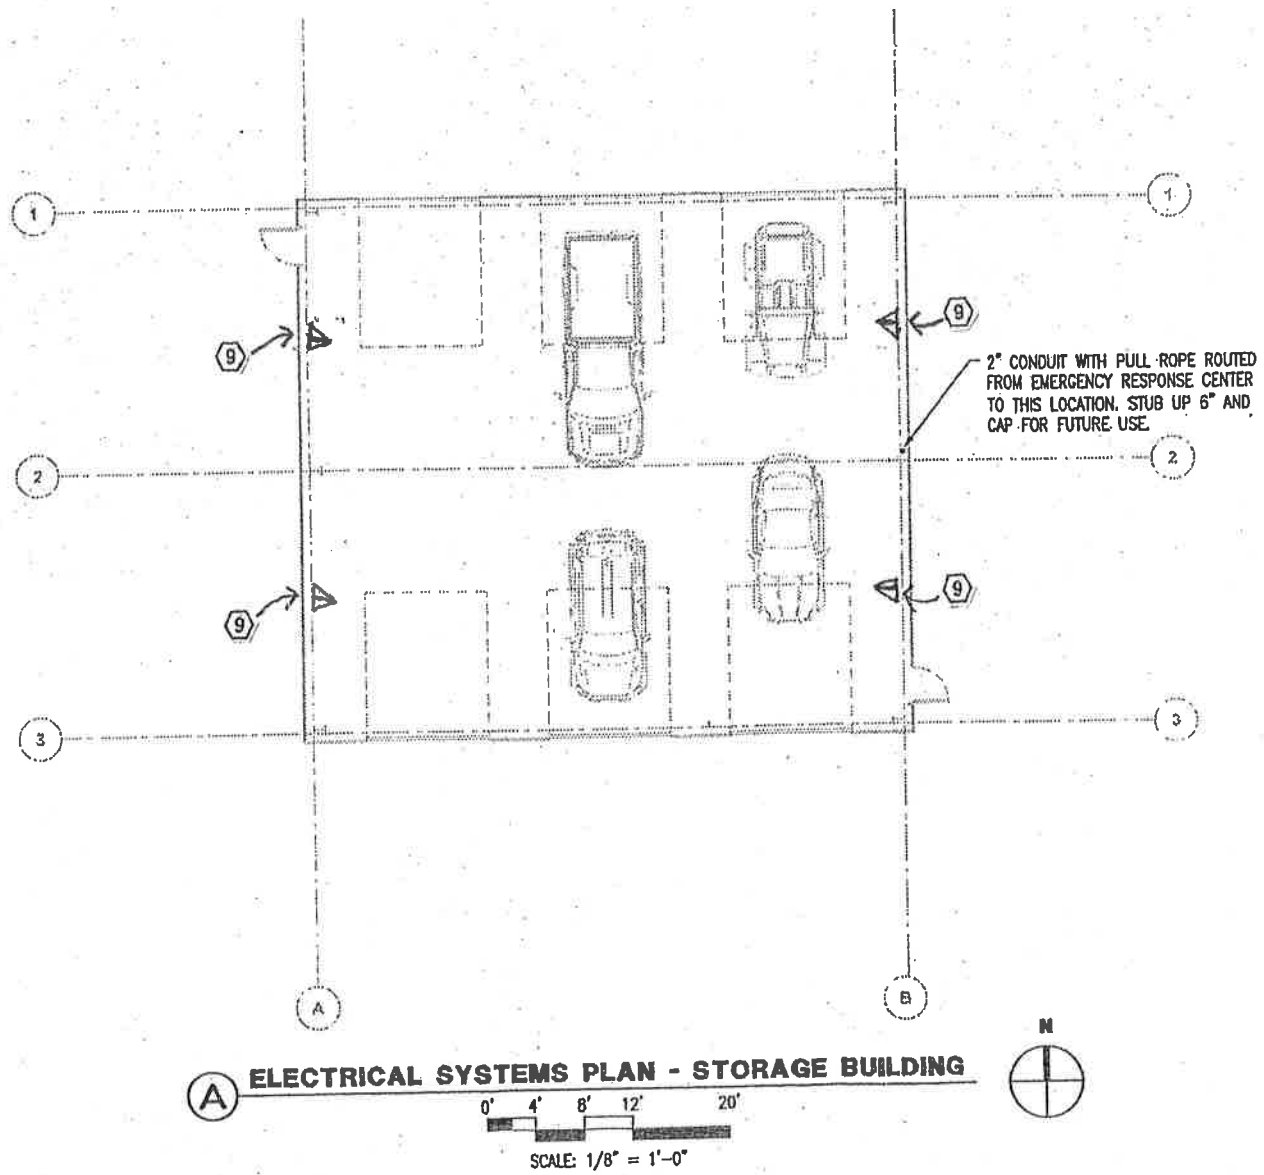 1
1
9
9
2" CONDUIT WITH PULL ROPE ROUTED
FROM EMERGENCY RESPONSE CENTER
TO THIS LOCATION. STUB UP 6" AND
CAP FOR FUTURE USE.
2
2
9
9
3
3
A
B
N
A
ELECTRICAL SYSTEMS PLAN - STORAGE BUILDING
0' 4' 8' 12' 20'
SCALE: 1/8" = 1'-0"